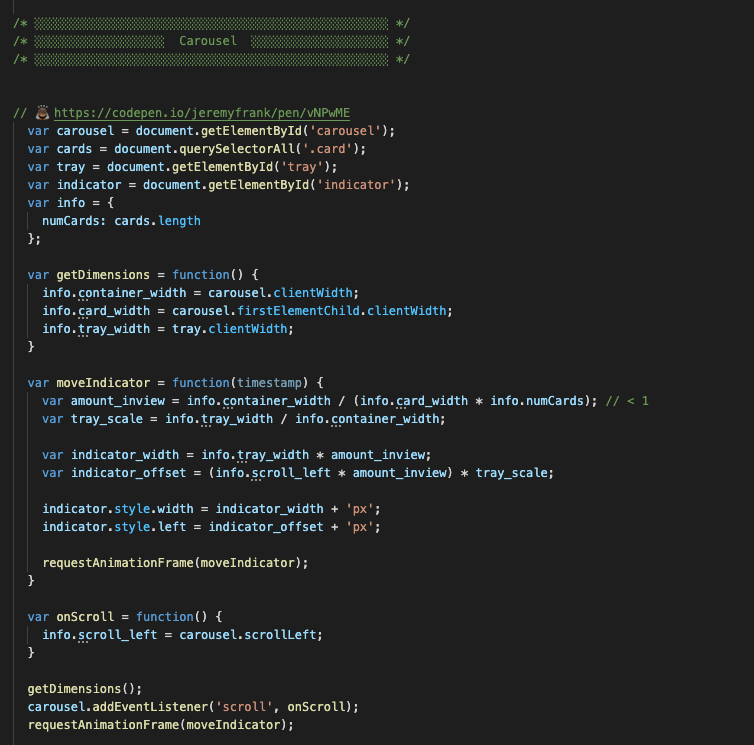 /* ░░░░░░░░░░░░░░░░░░░░░░░░░░░░░░░░░░░░░░░░░░░░░░░░░ */
/* ░░░░░░░░░░░░░░░░░░  Carousel  ░░░░░░░░░░░░░░░░░░░ */
/* ░░░░░░░░░░░░░░░░░░░░░░░░░░░░░░░░░░░░░░░░░░░░░░░░░ */
// https://codepen.io/jeremyfrank/pen/vNPwME
var carousel = document.getElementById('carousel');
var cards = document.querySelectorAll('.card');
var tray = document.getElementById('tray');
var indicator = document.getElementById('indicator');
var info = {
numCards: cards.length
};
var getDimensions = function() {
info.container_width = carousel.clientWidth;
info.card_width = carousel.firstElementChild.clientWidth;
info.tray_width = tray.clientWidth;
}
var moveIndicator = function(timestamp) {
var amount_inview = info.container_width / (info.card_width * info.numCards); // < 1
var tray_scale = info.tray_width / info.container_width;
var indicator_width = info.tray_width * amount_inview;
var indicator_offset = (info.scroll_left * amount_inview) * tray_scale;
indicator.style.width = indicator_width + 'px';
indicator.style.left = indicator_offset + 'px';
requestAnimationFrame(moveIndicator);
}
var onScroll = function() {
info.scroll_left = carousel.scrollLeft;
}
getDimensions();
carousel.addEventListener('scroll', onScroll);
requestAnimationFrame(moveIndicator);